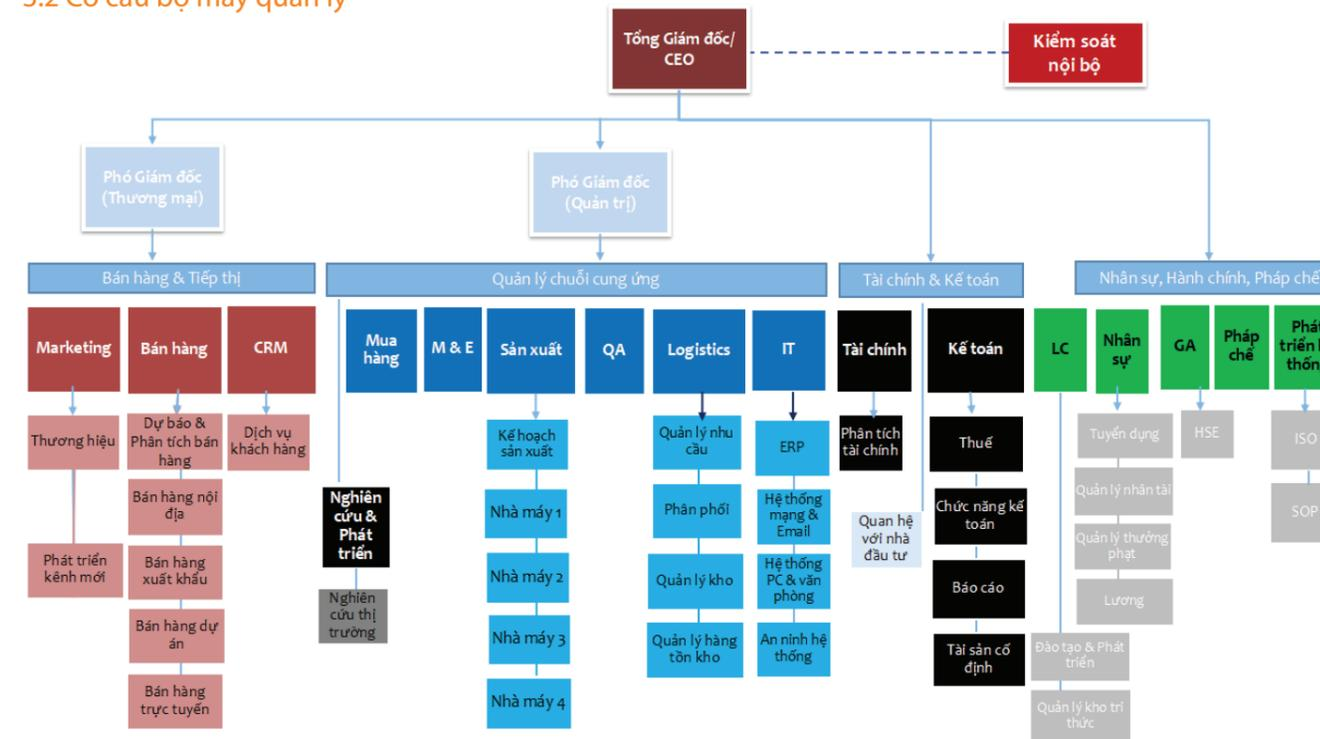 3.2 Cơ cấu bộ máy quản lý
Tổng Giám đốc/
CEO
Kiểm soát
nội bộ
Phó Giám đốc
(Thương mại)
Phó Giám đốc
(Quản trị)
Bán hàng & Tiếp thị
Quản lý chuỗi cung ứng
Tài chính & Kế toán
Nhân sự, Hành chính, Pháp chế
Marketing
Bán hàng
CRM
Mua
hàng
M & E
Sản xuất
QA
Logistics
IT
Tài chính
Kế toán
LC
Nhân
sự
GA
Pháp
chế
Phát
triển
thống
Thương hiệu
Phát triển
kênh mới
Dự báo &
Phân tích bán
hàng
Bán hàng nội
địa
Bán hàng
xuất khẩu
Bán hàng dự
án
Bán hàng
trực tuyến
Dịch vụ
khách hàng
Nghiên
cứu &
Phát
triển
Nghiên
cứu thị
trường
Kế hoạch
sản xuất
Nhà máy 1
Nhà máy 2
Nhà máy 3
Nhà máy 4
Quản lý nhu
cầu
Phân phối
Quản lý kho
Quản lý hàng
tồn kho
ERP
Hệ thống
mạng &
Email
Hệ thống
PC & văn
phòng
An ninh hệ
thống
Phân tích
tài chính
Quan hệ
với nhà
đầu tư
Thuế
Chức năng kế
toán
Báo cáo
Tài sản cố
định
Đào tạo & Phát
triển
Quản lý kho tri
thức
Tuyển dụng
Quản lý nhân tài
Quản lý thưởng
phạt
Lương
HSE
ISO
SOP